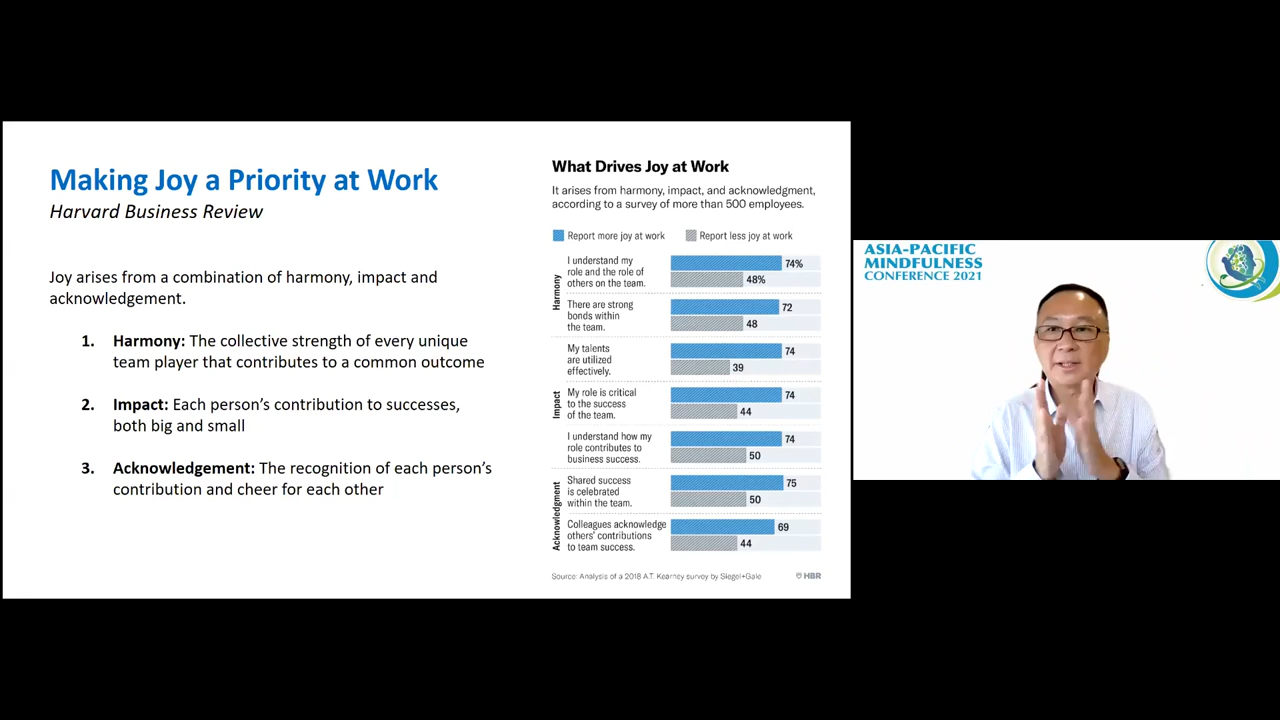 Making Joy a Priority at Work
Harvard Business Review
Joy arises from a combination of harmony, impact and
acknowledgement.
1. Harmony: The collective strength of every unique
team player that contributes to a common outcome
2. Impact: Each person's contribution to successes,
both big and small
3. Acknowledgement: The recognition of each person's
contribution and cheer for each other
What Drives Joy at Work
It arises from harmony, impact, and acknowledgment,
according to a survey of more than 500 employees.
Report more joy at work
Report less joy at work
Harmony
I understand my
role and the role of
others on the team.
74%
48%
There are strong
bonds within
the team.
72
48
Impact
My talents
are utilized
effectively.
74
39
My role is critical
to the success
of the team.
74
44
I understand how my
role contributes to
business success.
74
50
Acknowledgment
Shared success
is celebrated
within the team.
75
50
Colleagues acknowledge
others' contributions
to team success.
69
44
Source: Analysis of a 2018 A.T. Kearney survey by Siegel+Gale
HBR
ASIA-PACIFIC
MINDFULNESS
CONFERENCE 2021